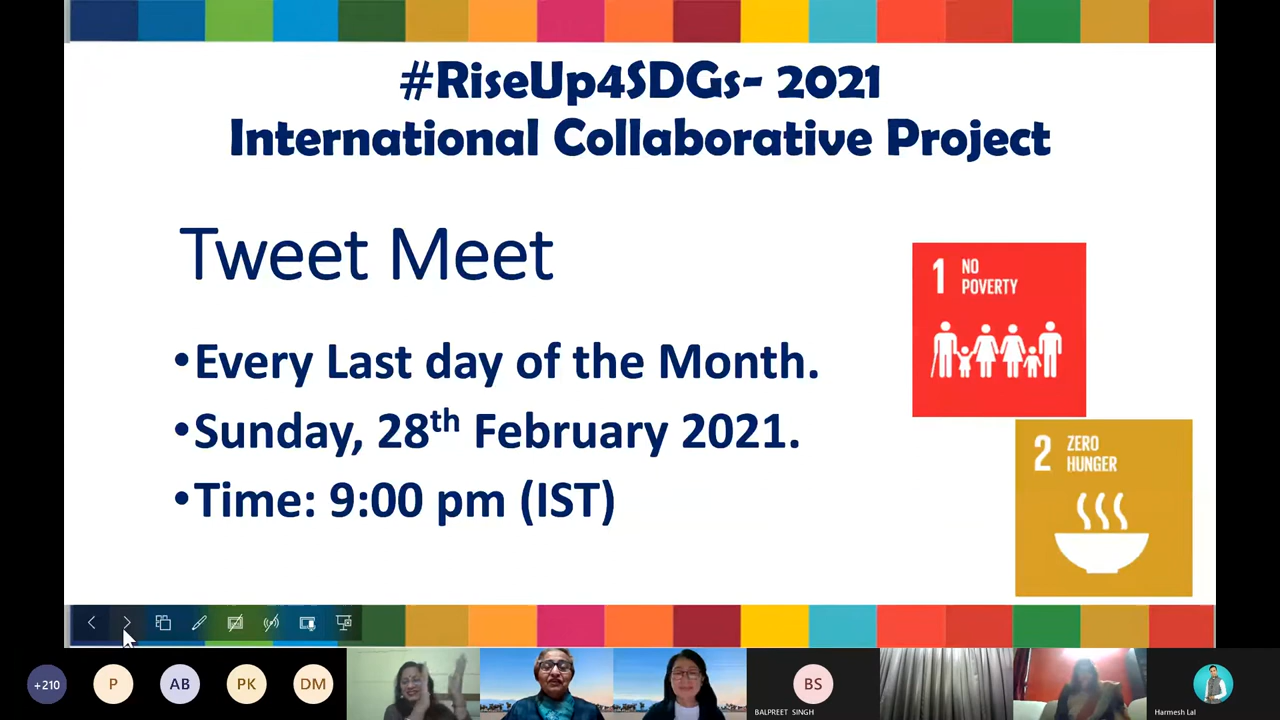 #RiseUp4SDGs- 2021
International Collaborative Project
Tweet Meet
•Every Last day of the Month.
•Sunday, 28th February 2021.
•Time: 9:00 pm (IST)
1 NO
POVERTY
2 ZERO
HUNGER
+210 P AB PK DM BS
BALPREET SINGH
Harmesh Lal